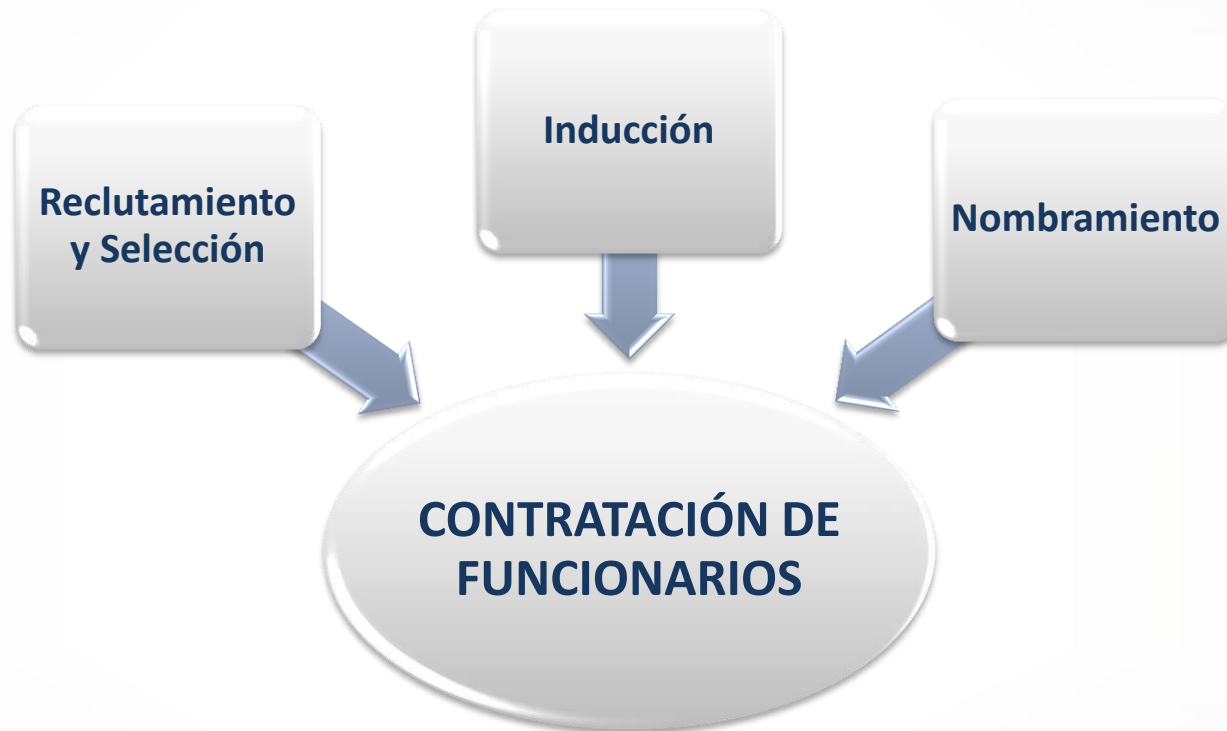 Reclutamiento
y Selección
Inducción
Nombramiento
CONTRATACIÓN DE
FUNCIONARIOS